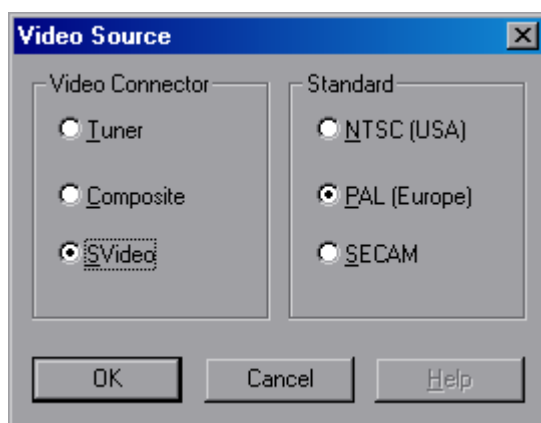 Video Source
Video Connector
Tuner
Composite
SVideo
Standard
NTSC (USA)
PAL (Europe)
SECAM
OK
Cancel
Help